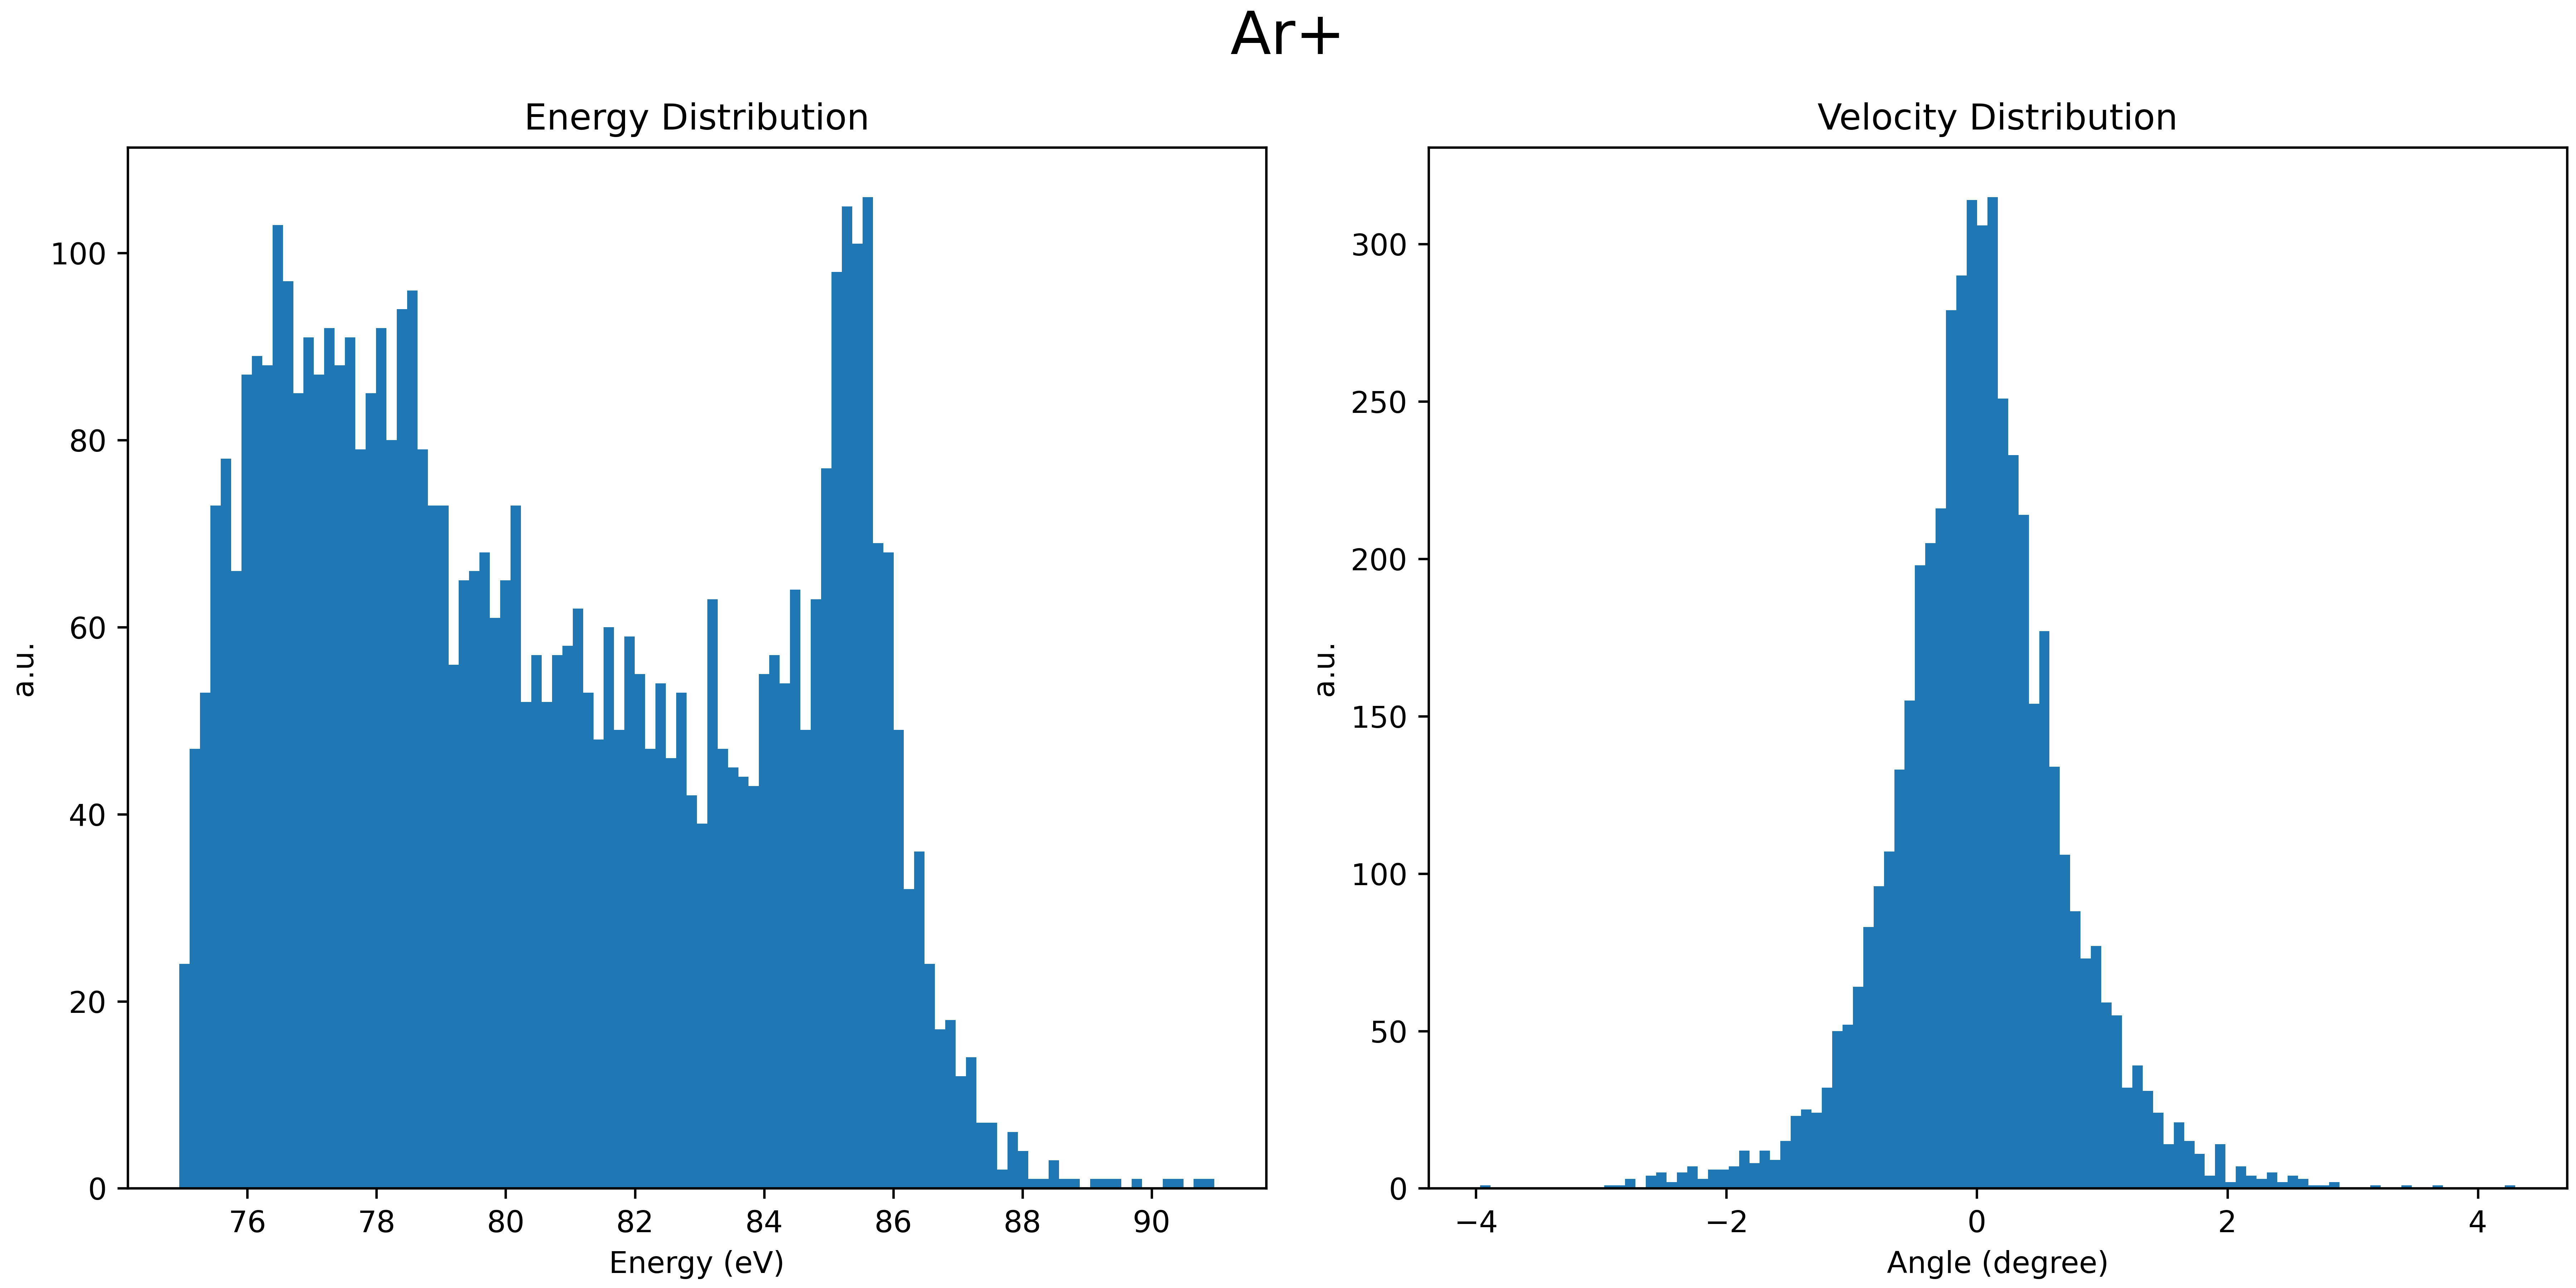 Ar+
Energy Distribution
100
80
60
40
20
0
a.u.
76 78 80 82 84 86 88 90
Energy (eV)
Velocity Distribution
300
250
200
150
100
50
0
a.u.
−4 −2 0 2 4
Angle (degree)